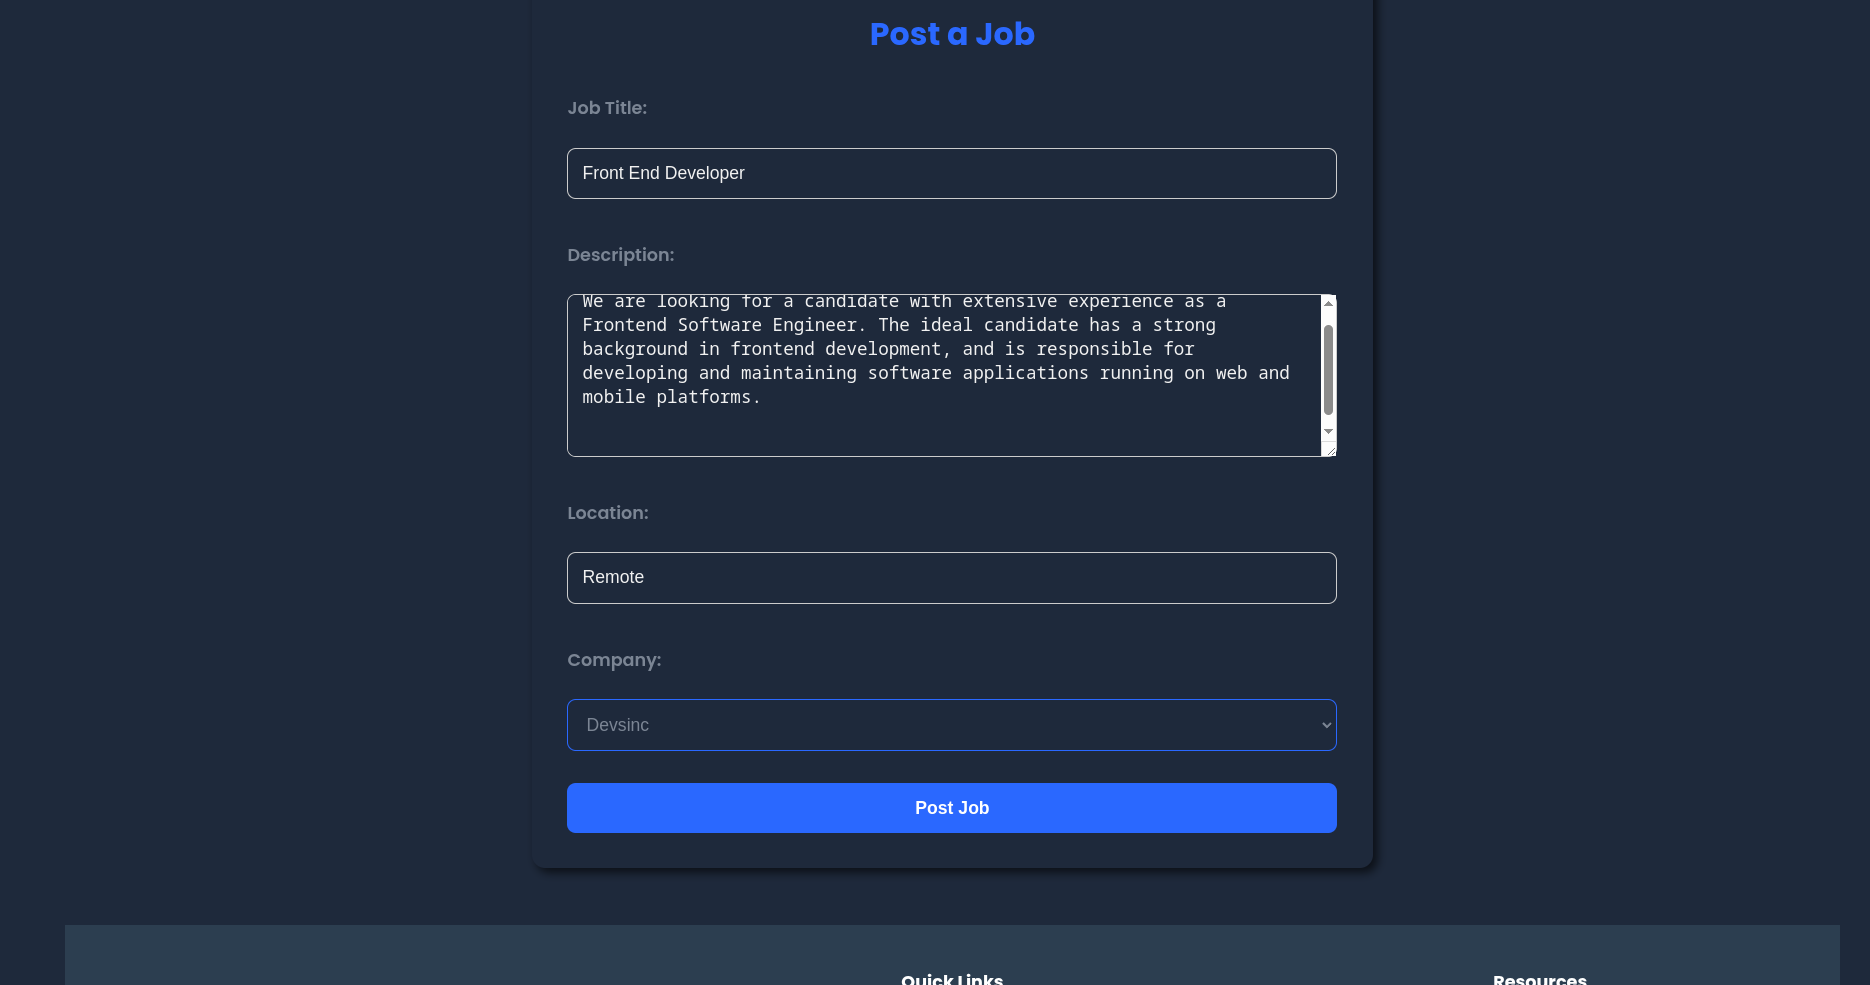 Post a Job
Job Title:
Front End Developer
Description:
We are looking for a candidate with extensive experience as a
Frontend Software Engineer. The ideal candidate has a strong
background in frontend development, and is responsible for
developing and maintaining software applications running on web and
mobile platforms.
Location:
Remote
Company:
Devsinc
Post Job
Quick Links
Resources